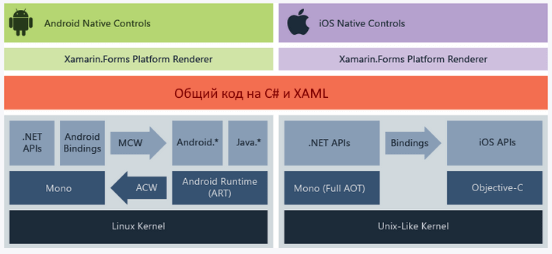 Android Native Controls
iOS Native Controls
Xamarin.Forms Platform Renderer
Xamarin.Forms Platform Renderer
Общий код на C# и XAML
.NET
APIs
Android
Bindings
MCW
Android.*
Java.*
.NET APIs
Bindings
iOS APIs
Mono
ACW
Android Runtime
(ART)
Mono (Full AOT)
Objective-C
Linux Kernel
Unix-Like Kernel